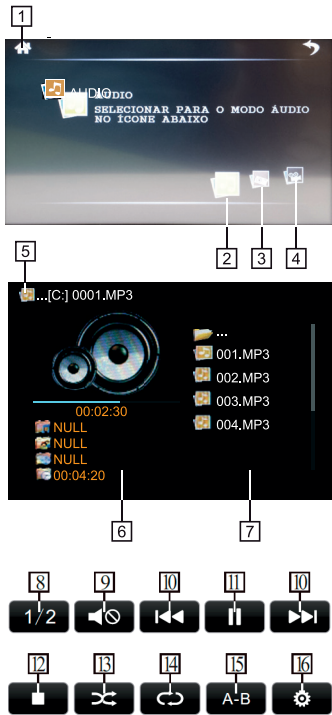 1
AUDIO
ÁUDIO
SELECIONAR PARA O MODO ÁUDIO
NO ÍCONE ABAIXO
2 3 4
5
...[C:] 0001.MP3
...
001.MP3
002.MP3
003.MP3
004.MP3
00:02:30
NULL
NULL
NULL
00:04:20
6 7
8 9 10 11 10
1/2
12 13 14 15 16
A-B